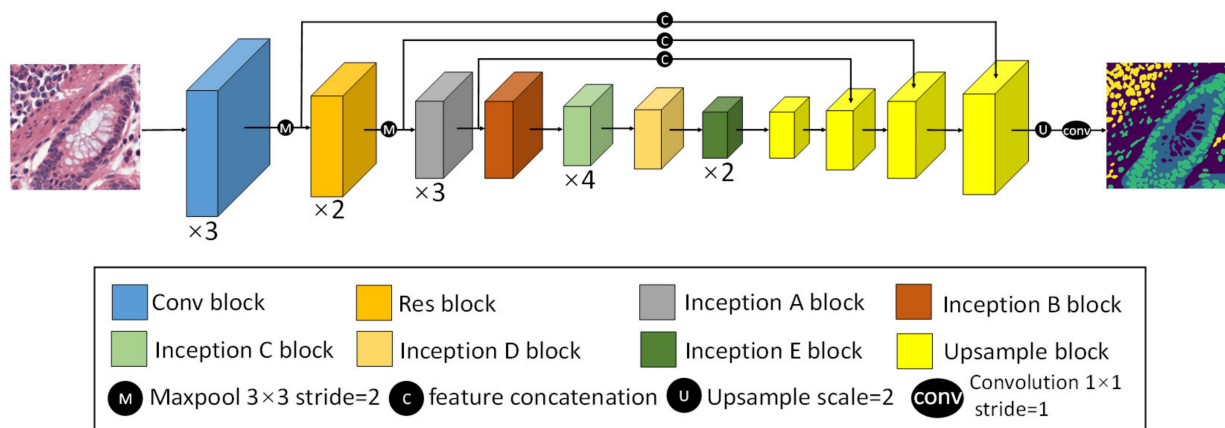 C
C
C
M
M
U
conv
×3
×2
×3
×4
×2
Conv block
Res block
Inception A block
Inception B block
Inception C block
Inception D block
Inception E block
Upsample block
M Maxpool 3×3 stride=2
C feature concatenation
U Upsample scale=2
conv Convolution 1×1
stride=1